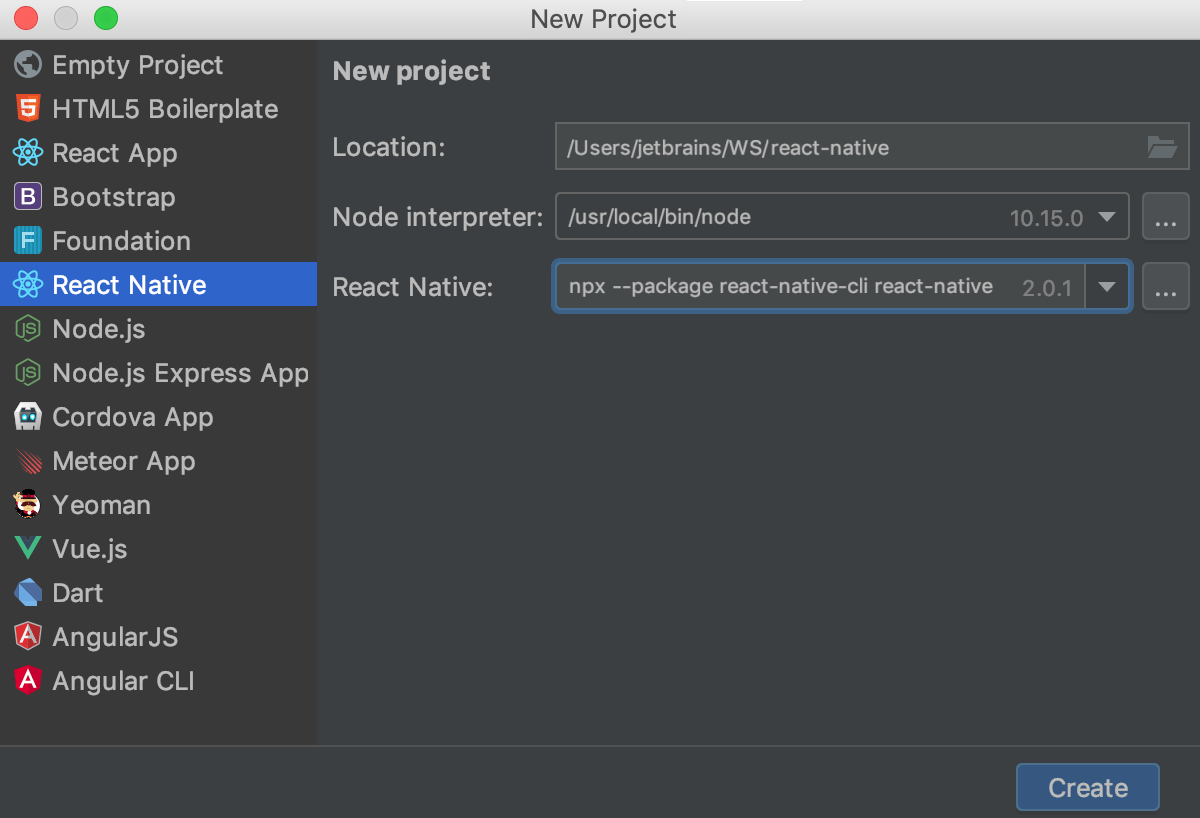 New Project
Empty Project
HTML5 Boilerplate
React App
Bootstrap
Foundation
React Native
Node.js
Node.js Express App
Cordova App
Meteor App
Yeoman
Vue.js
Dart
AngularJS
Angular CLI
New project
Location: /Users/jetbrains/WS/react-native
Node interpreter: /usr/local/bin/node 10.15.0 ...
React Native: npx --package react-native-cli react-native 2.0.1 ...
Create